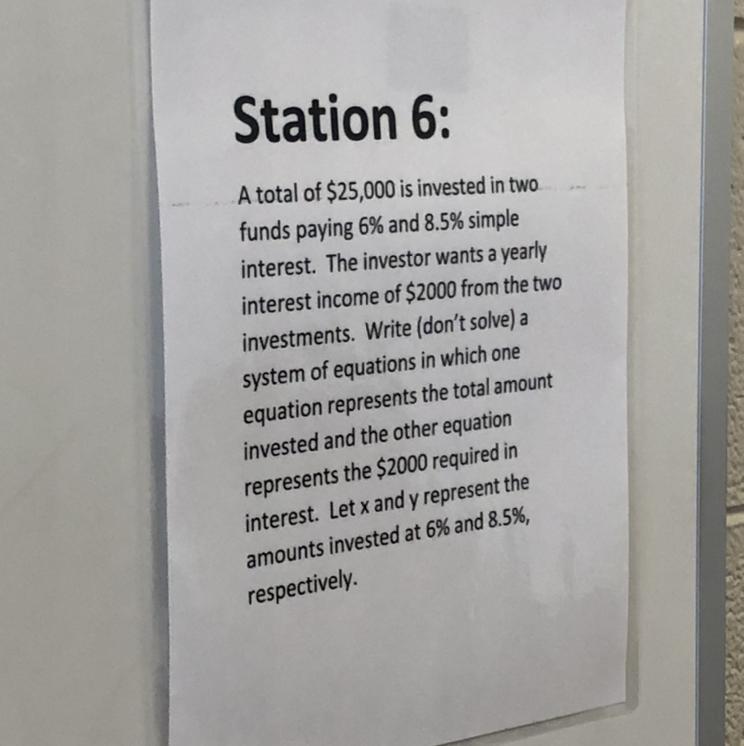 Station 6:
A total of $25,000 is invested in two
funds paying 6% and 8.5% simple
interest.  The investor wants a yearly
interest income of $2000 from the two
investments.  Write (don't solve) a
system of equations in which one
equation represents the total amount
invested and the other equation
represents the $2000 required in
interest.  Let x and y represent the
amounts invested at 6% and 8.5%,
respectively.